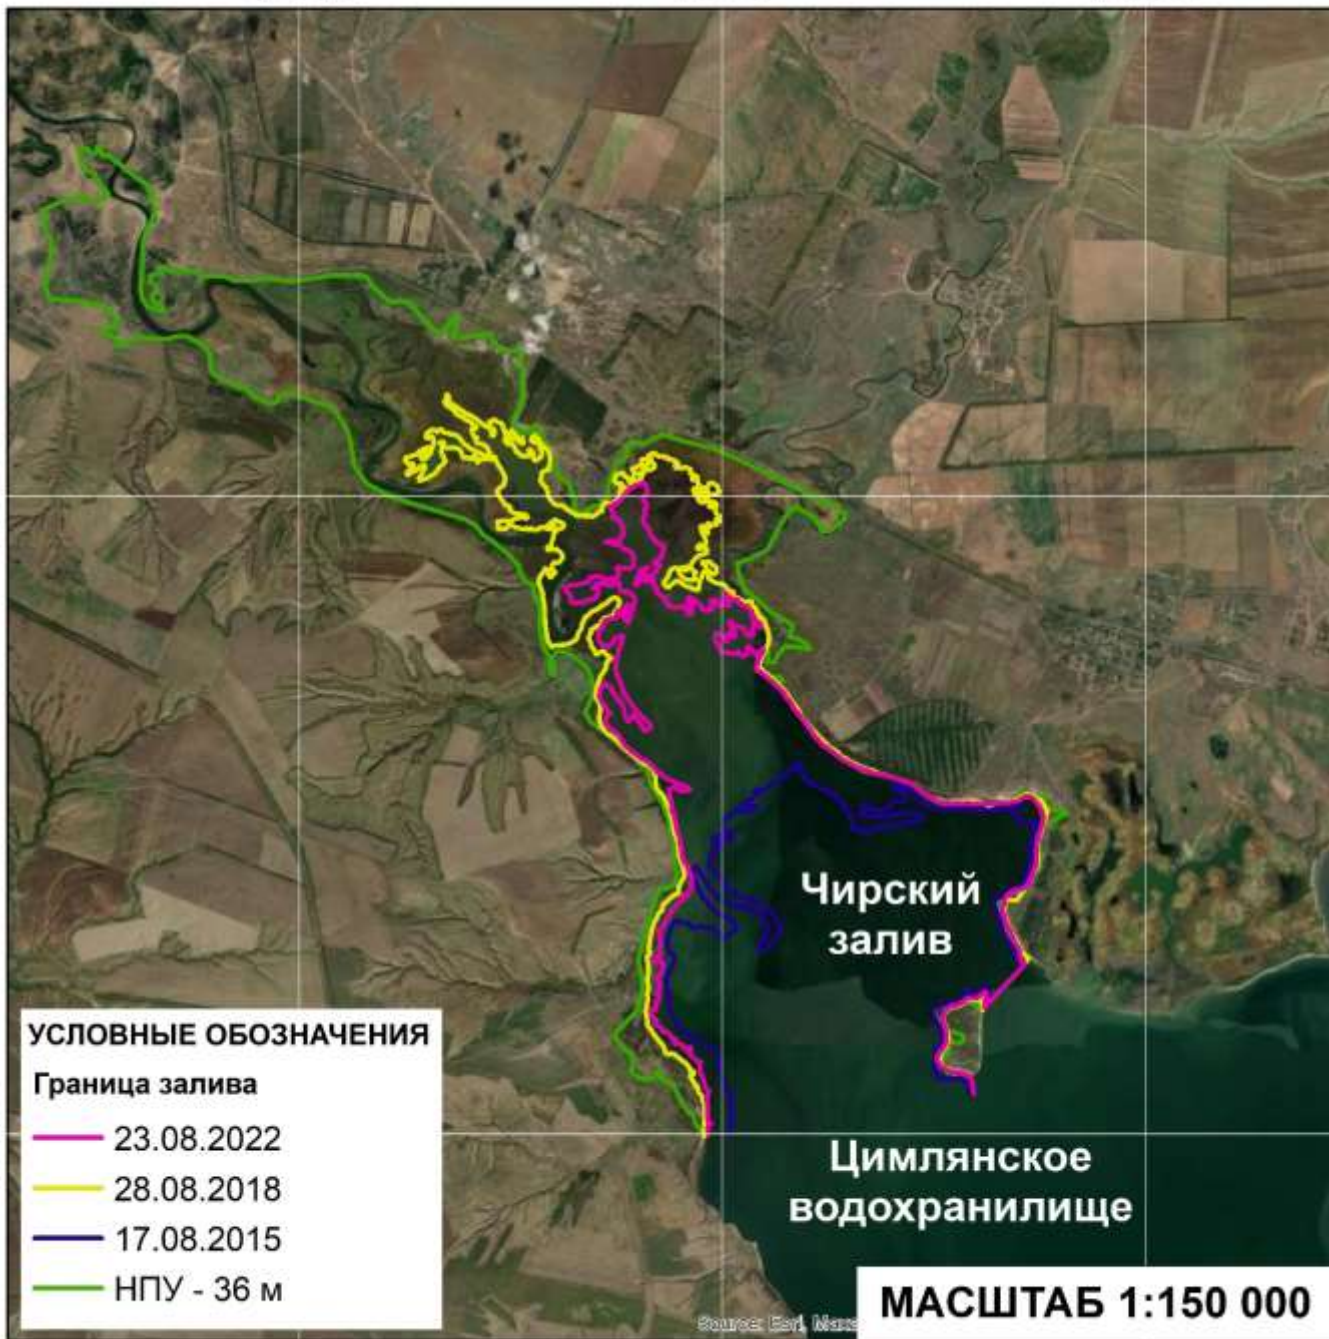 Чирский
залив
УСЛОВНЫЕ ОБОЗНАЧЕНИЯ
Граница залива
23.08.2022
28.08.2018
17.08.2015
НПУ - 36 м
Цимлянское
водохранилище
МАСШТАБ 1:150 000
Source: Esri,